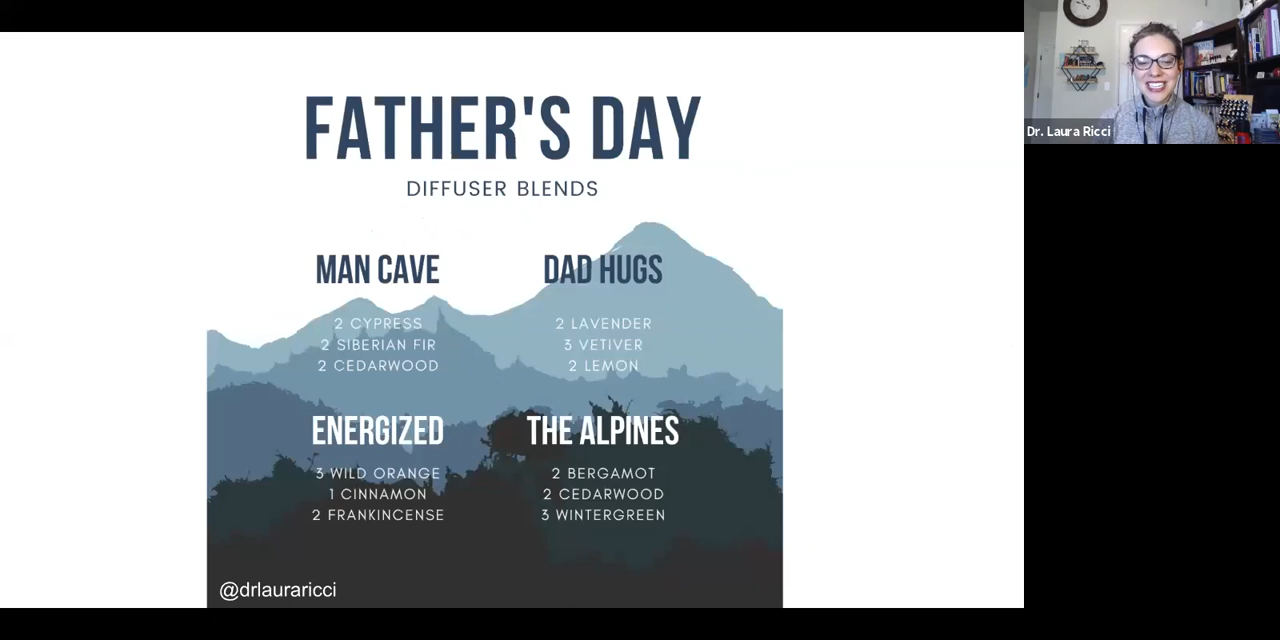 FATHER'S DAY
DIFFUSER BLENDS
MAN CAVE
2 CYPRESS
2 SIBERIAN FIR
2 CEDARWOOD
DAD HUGS
2 LAVENDER
3 VETIVER
2 LEMON
ENERGIZED
3 WILD ORANGE
1 CINNAMON
2 FRANKINCENSE
THE ALPINES
2 BERGAMOT
2 CEDARWOOD
3 WINTERGREEN
@drlauraricci
Dr. Laura Ricci